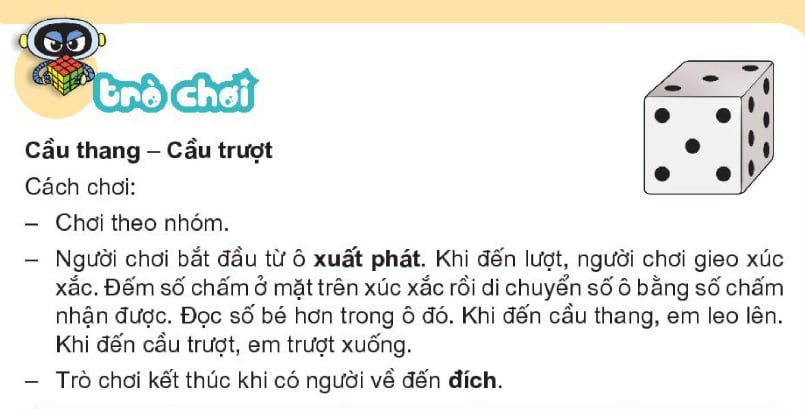 trò chơi
Cầu thang – Cầu trượt
Cách chơi:
– Chơi theo nhóm.
– Người chơi bắt đầu từ ô xuất phát. Khi đến lượt, người chơi gieo xúc
xắc. Đếm số chấm ở mặt trên xúc xắc rồi di chuyển số ô bằng số chấm
nhận được. Đọc số bé hơn trong ô đó. Khi đến cầu thang, em leo lên.
Khi đến cầu trượt, em trượt xuống.
– Trò chơi kết thúc khi có người về đến đích.